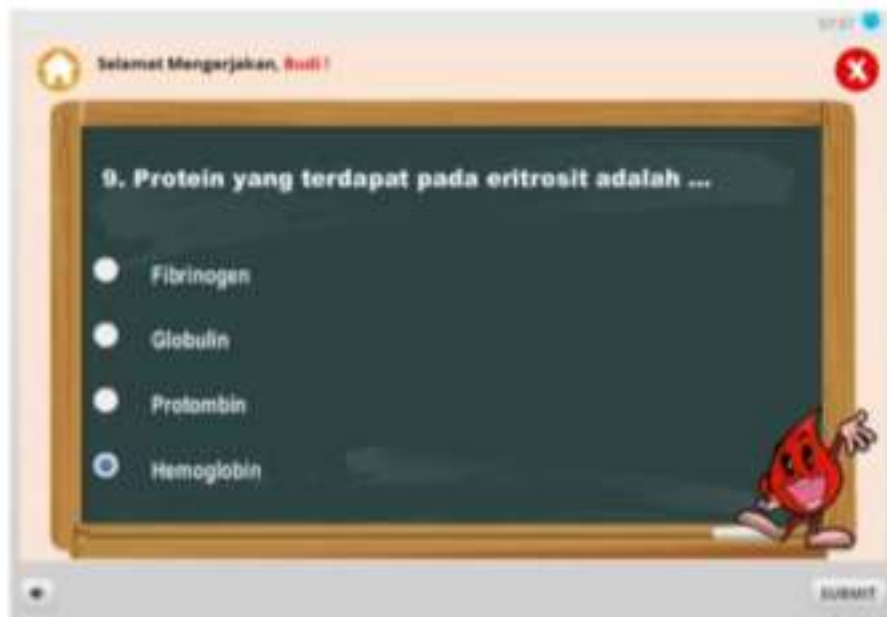 Selamat Mengerjakan, Budi !
9. Protein yang terdapat pada eritrosit adalah ...
Fibrinogen
Globulin
Protombin
Hemoglobin
SUBMIT